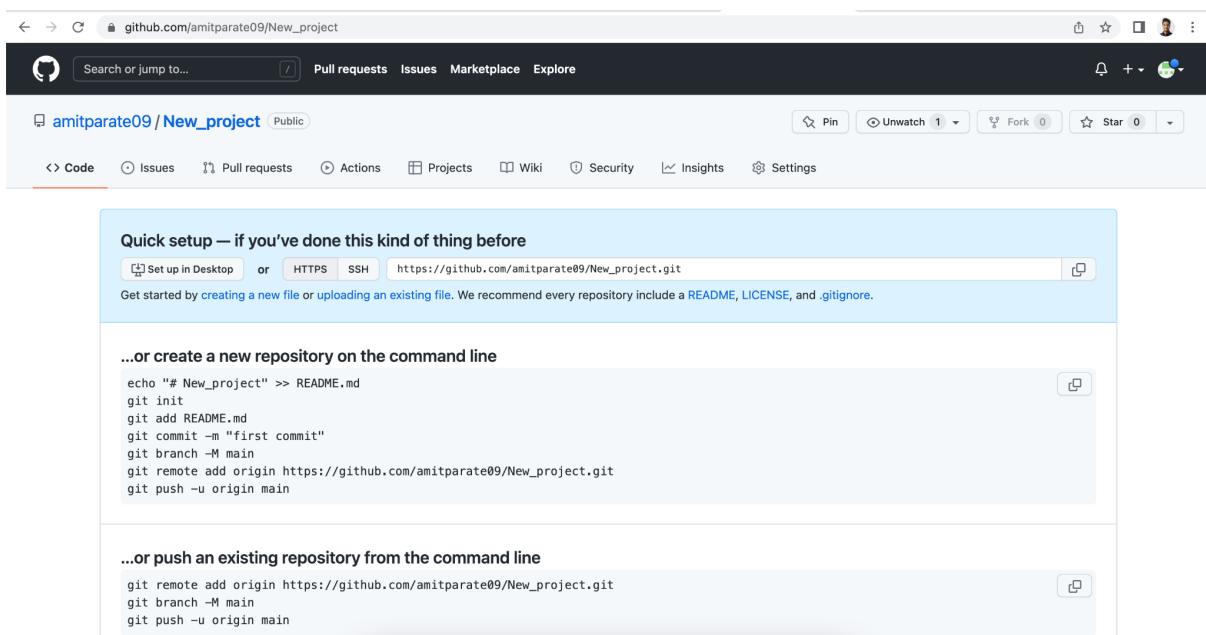 github.com/amitparate09/New_project
Search or jump to... / Pull requests Issues Marketplace Explore
amitparate09 / New_project Public Pin Unwatch 1 Fork 0 Star 0
<> Code Issues Pull requests Actions Projects Wiki Security Insights Settings
Quick setup — if you've done this kind of thing before
Set up in Desktop or HTTPS SSH https://github.com/amitparate09/New_project.git
Get started by creating a new file or uploading an existing file. We recommend every repository include a README, LICENSE, and .gitignore.
...or create a new repository on the command line
echo "# New_project" >> README.md
git init
git add README.md
git commit -m "first commit"
git branch -M main
git remote add origin https://github.com/amitparate09/New_project.git
git push -u origin main
...or push an existing repository from the command line
git remote add origin https://github.com/amitparate09/New_project.git
git branch -M main
git push -u origin main